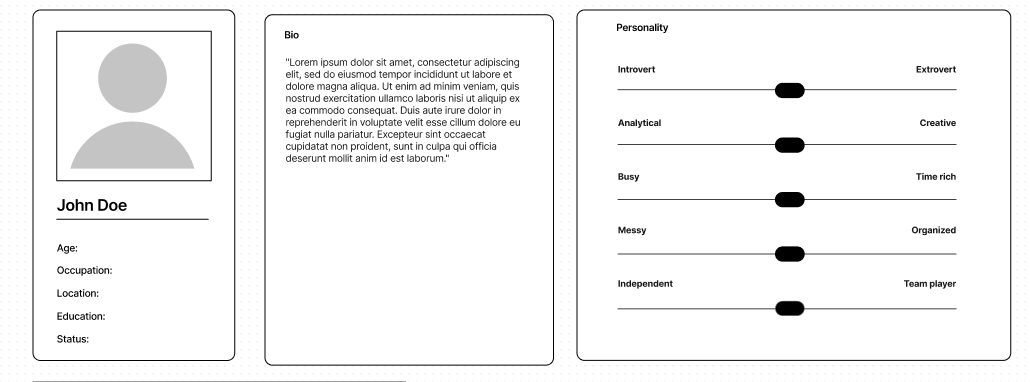 John Doe
Age:
Occupation:
Location:
Education:
Status:
Bio
"Lorem ipsum dolor sit amet, consectetur adipiscing
elit, sed do eiusmod tempor incididunt ut labore et
dolore magna aliqua. Ut enim ad minim veniam, quis
nostrud exercitation ullamco laboris nisi ut aliquip ex
ea commodo consequat. Duis aute irure dolor in
reprehenderit in voluptate velit esse cillum dolore eu
fugiat nulla pariatur. Excepteur sint occaecat
cupidatat non proident, sunt in culpa qui officia
deserunt mollit anim id est laborum."
Personality
Introvert Extrovert
Analytical Creative
Busy Time rich
Messy Organized
Independent Team player